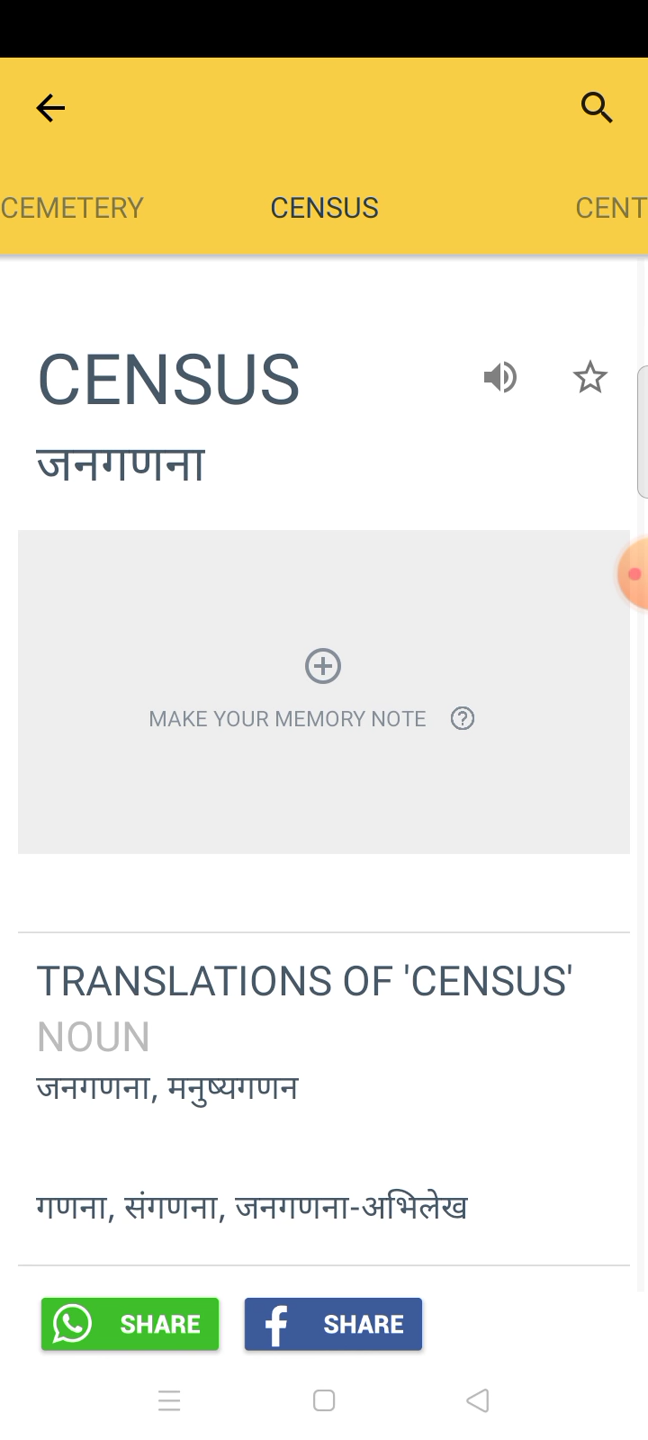 CEMETERY CENSUS CENT
CENSUS
जनगणना
MAKE YOUR MEMORY NOTE
TRANSLATIONS OF 'CENSUS'
NOUN
जनगणना, मनुष्यगणन
गणना, संगणना, जनगणना-अभिलेख
SHARE SHARE